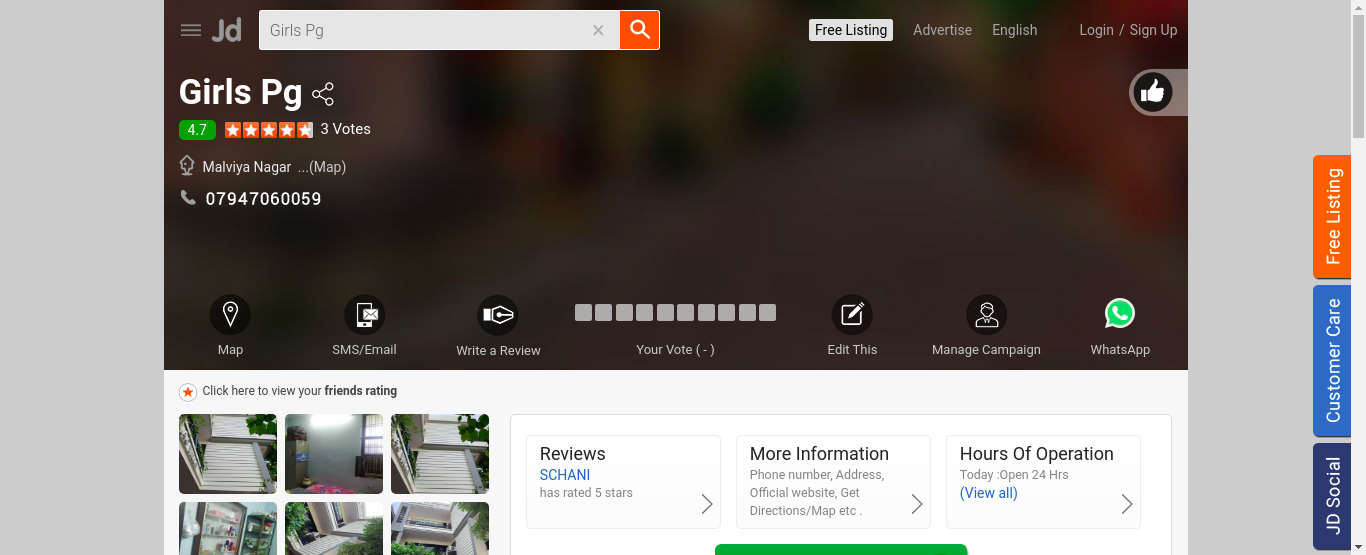 Jd
Girls Pg
Free Listing
Advertise
English
Login / Sign Up
Girls Pg
4.7
3 Votes
Malviya Nagar ...(Map)
07947060059
Map
SMS/Email
Write a Review
Your Vote ( - )
Edit This
Manage Campaign
WhatsApp
Click here to view your friends rating
Reviews
SCHANI
has rated 5 stars
More Information
Phone number, Address,
Official website, Get
Directions/Map etc .
Hours Of Operation
Today :Open 24 Hrs
(View all)
Free Listing
Customer Care
JD Social